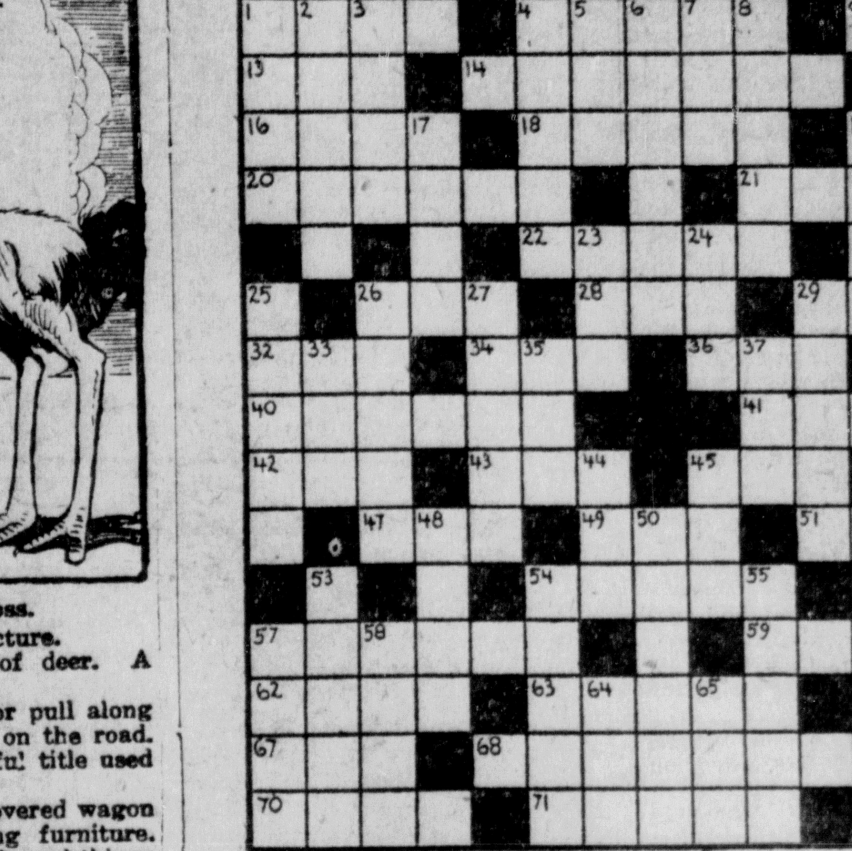 1 2 3 4 5 6 7 8
13 14
16 17 18
20 21
22 23 24
25 26 27 28 29
32 33 34 35 36 37
40 41
42 43 44 45
47 48 49 50 51
53 54 55
57 58 59
62 63 64 65
67 68
70 71
oss.
cture.
of deer. A
or pull along
on the road.
ful title used
overed wagon
ng furniture.